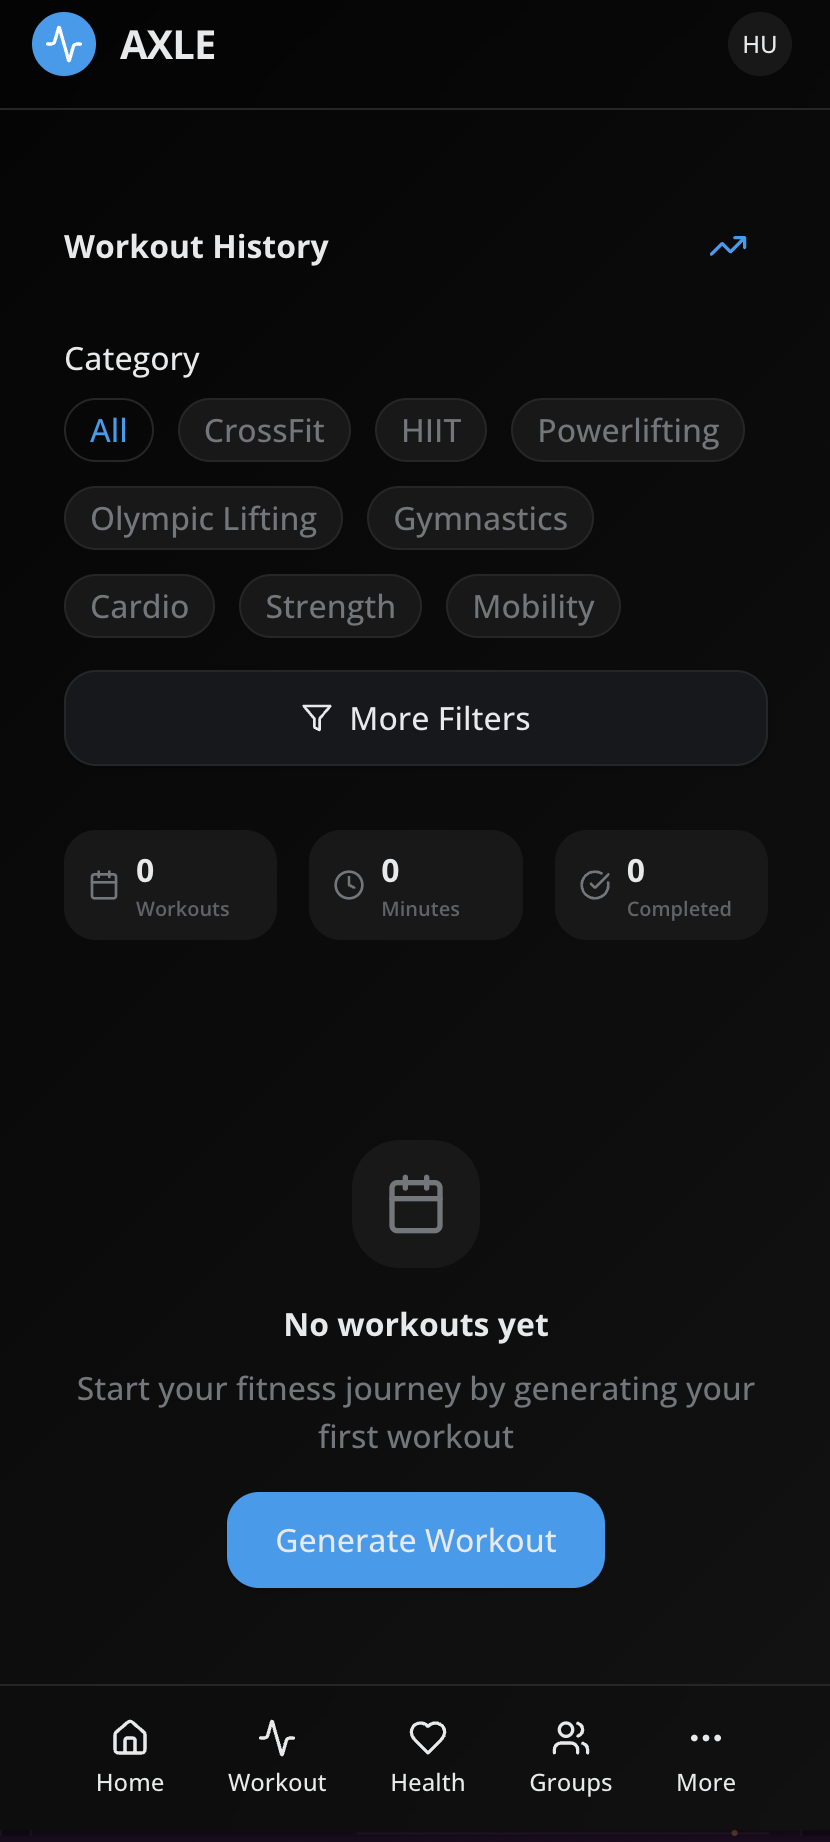 AXLE
HU
Workout History
Category
All CrossFit HIIT Powerlifting
Olympic Lifting Gymnastics
Cardio Strength Mobility
More Filters
0 0 0
Workouts Minutes Completed
No workouts yet
Start your fitness journey by generating your
first workout
Generate Workout
Home Workout Health Groups More